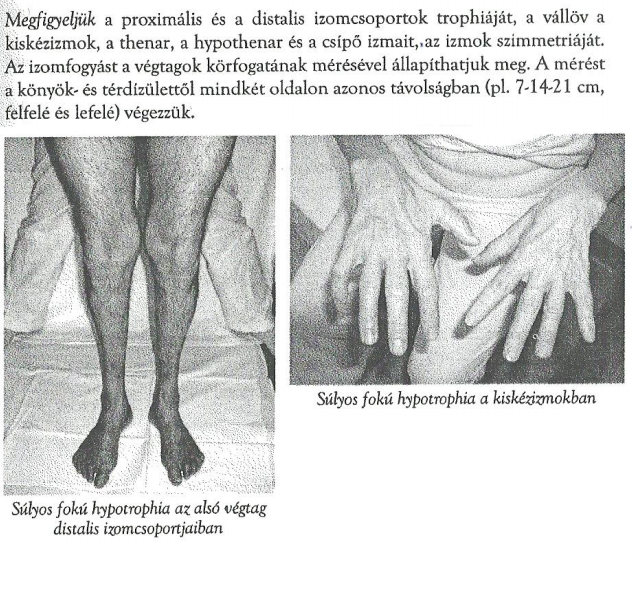 Megfigyeljük a proximális és a distalis izomcsoportok trophiáját, a vállöv a
kiskézizmok, a thenar, a hypothenar és a csípő izmait,.az izmok szimmetriáját.
Az izomfogyást a végtagok körfogatának mérésével állapíthatjuk meg. A mérést
a könyök- és térdízülettől mindkét oldalon azonos távolságban (pl. 7-14-21 cm,
felfelé és lefelé) végezzük.
Súlyos fokú hypotrophia a kiskézizmokban
Súlyos fokú hypotrophia az alsó végtag
distalis izomcsoportjaiban